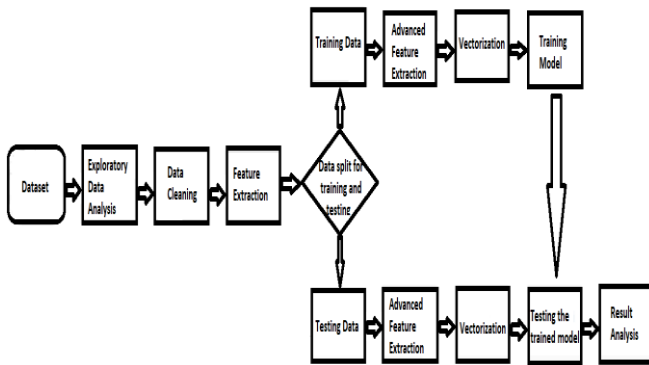 Dataset
Exploratory
Data
Analysis
Data
Cleaning
Feature
Extraction
Data split for
training and
testing
Training Data
Advanced
Feature
Extraction
Vectorization
Training
Model
Testing Data
Advanced
Feature
Extraction
Vectorization
Testing the
trained model
Result
Analysis